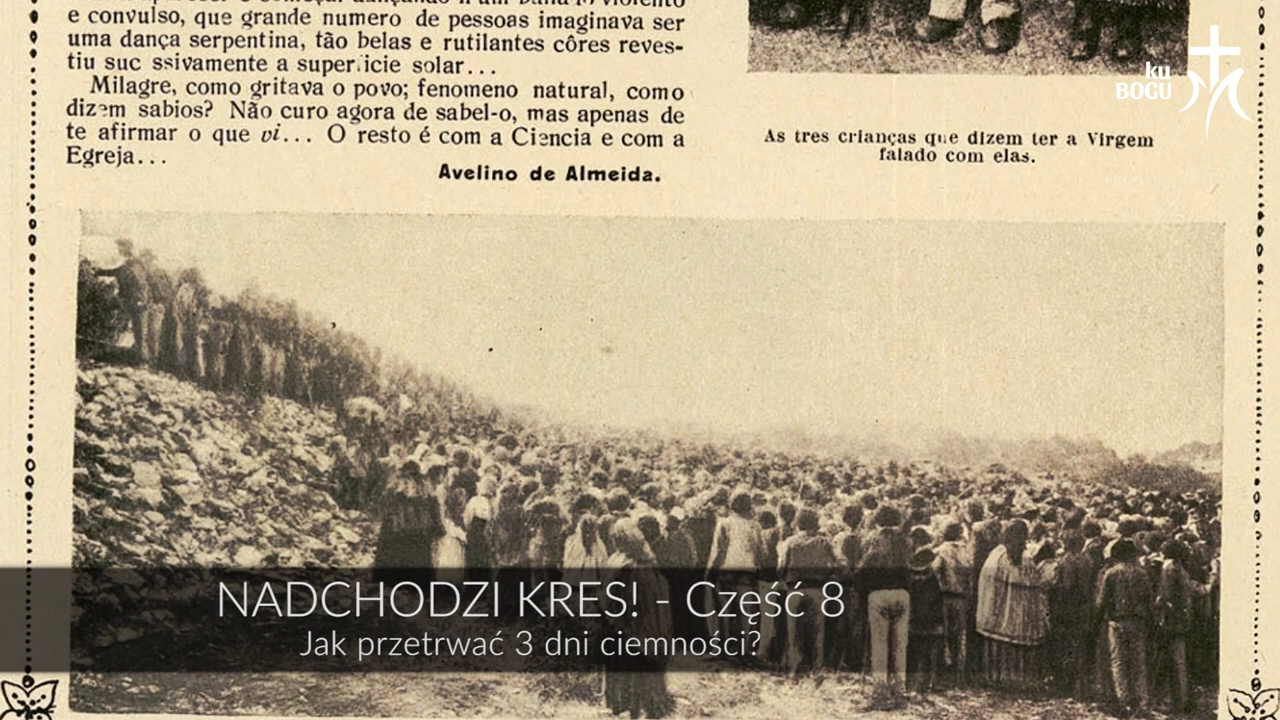 e convulso, que grande numero de pessoas imaginava ser
uma dança serpentina, tão belas e rutilantes côres reves-
tiu suc ssivamente a super.icie solar...
Milagre, como gritava o povo; fenomeno natural, como
dizem sabios? Não curo agora de sabel-o, mas apenas de
te afirmar o que vi... O resto é com a Ciencia e com a
Egreja...
Avelino de Almeida.
As tres crianças que dizem ter a Virgem
falado com elas.
ku
BOGU
NADCHODZI KRES! - Część 8
Jak przetrwać 3 dni ciemności?